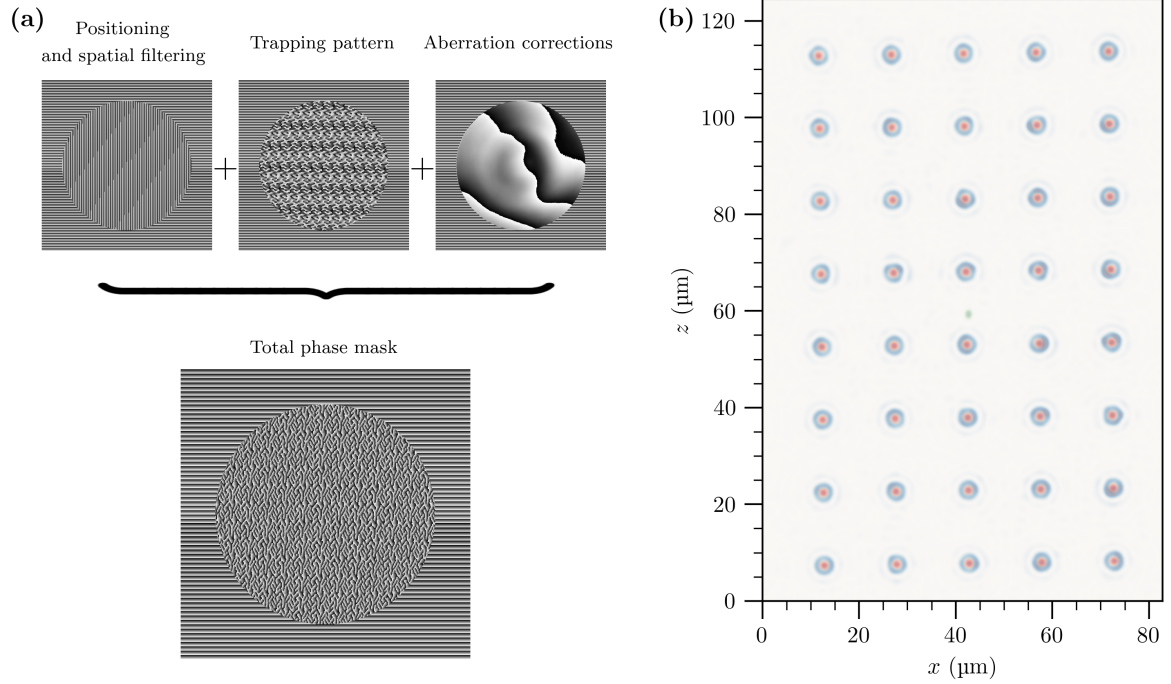 (a)
Positioning
and spatial filtering
Trapping pattern
Aberration corrections
+
+
Total phase mask
(b)
120
100
80
60
40
20
0
z (µm)
0
20
40
60
80
x (µm)